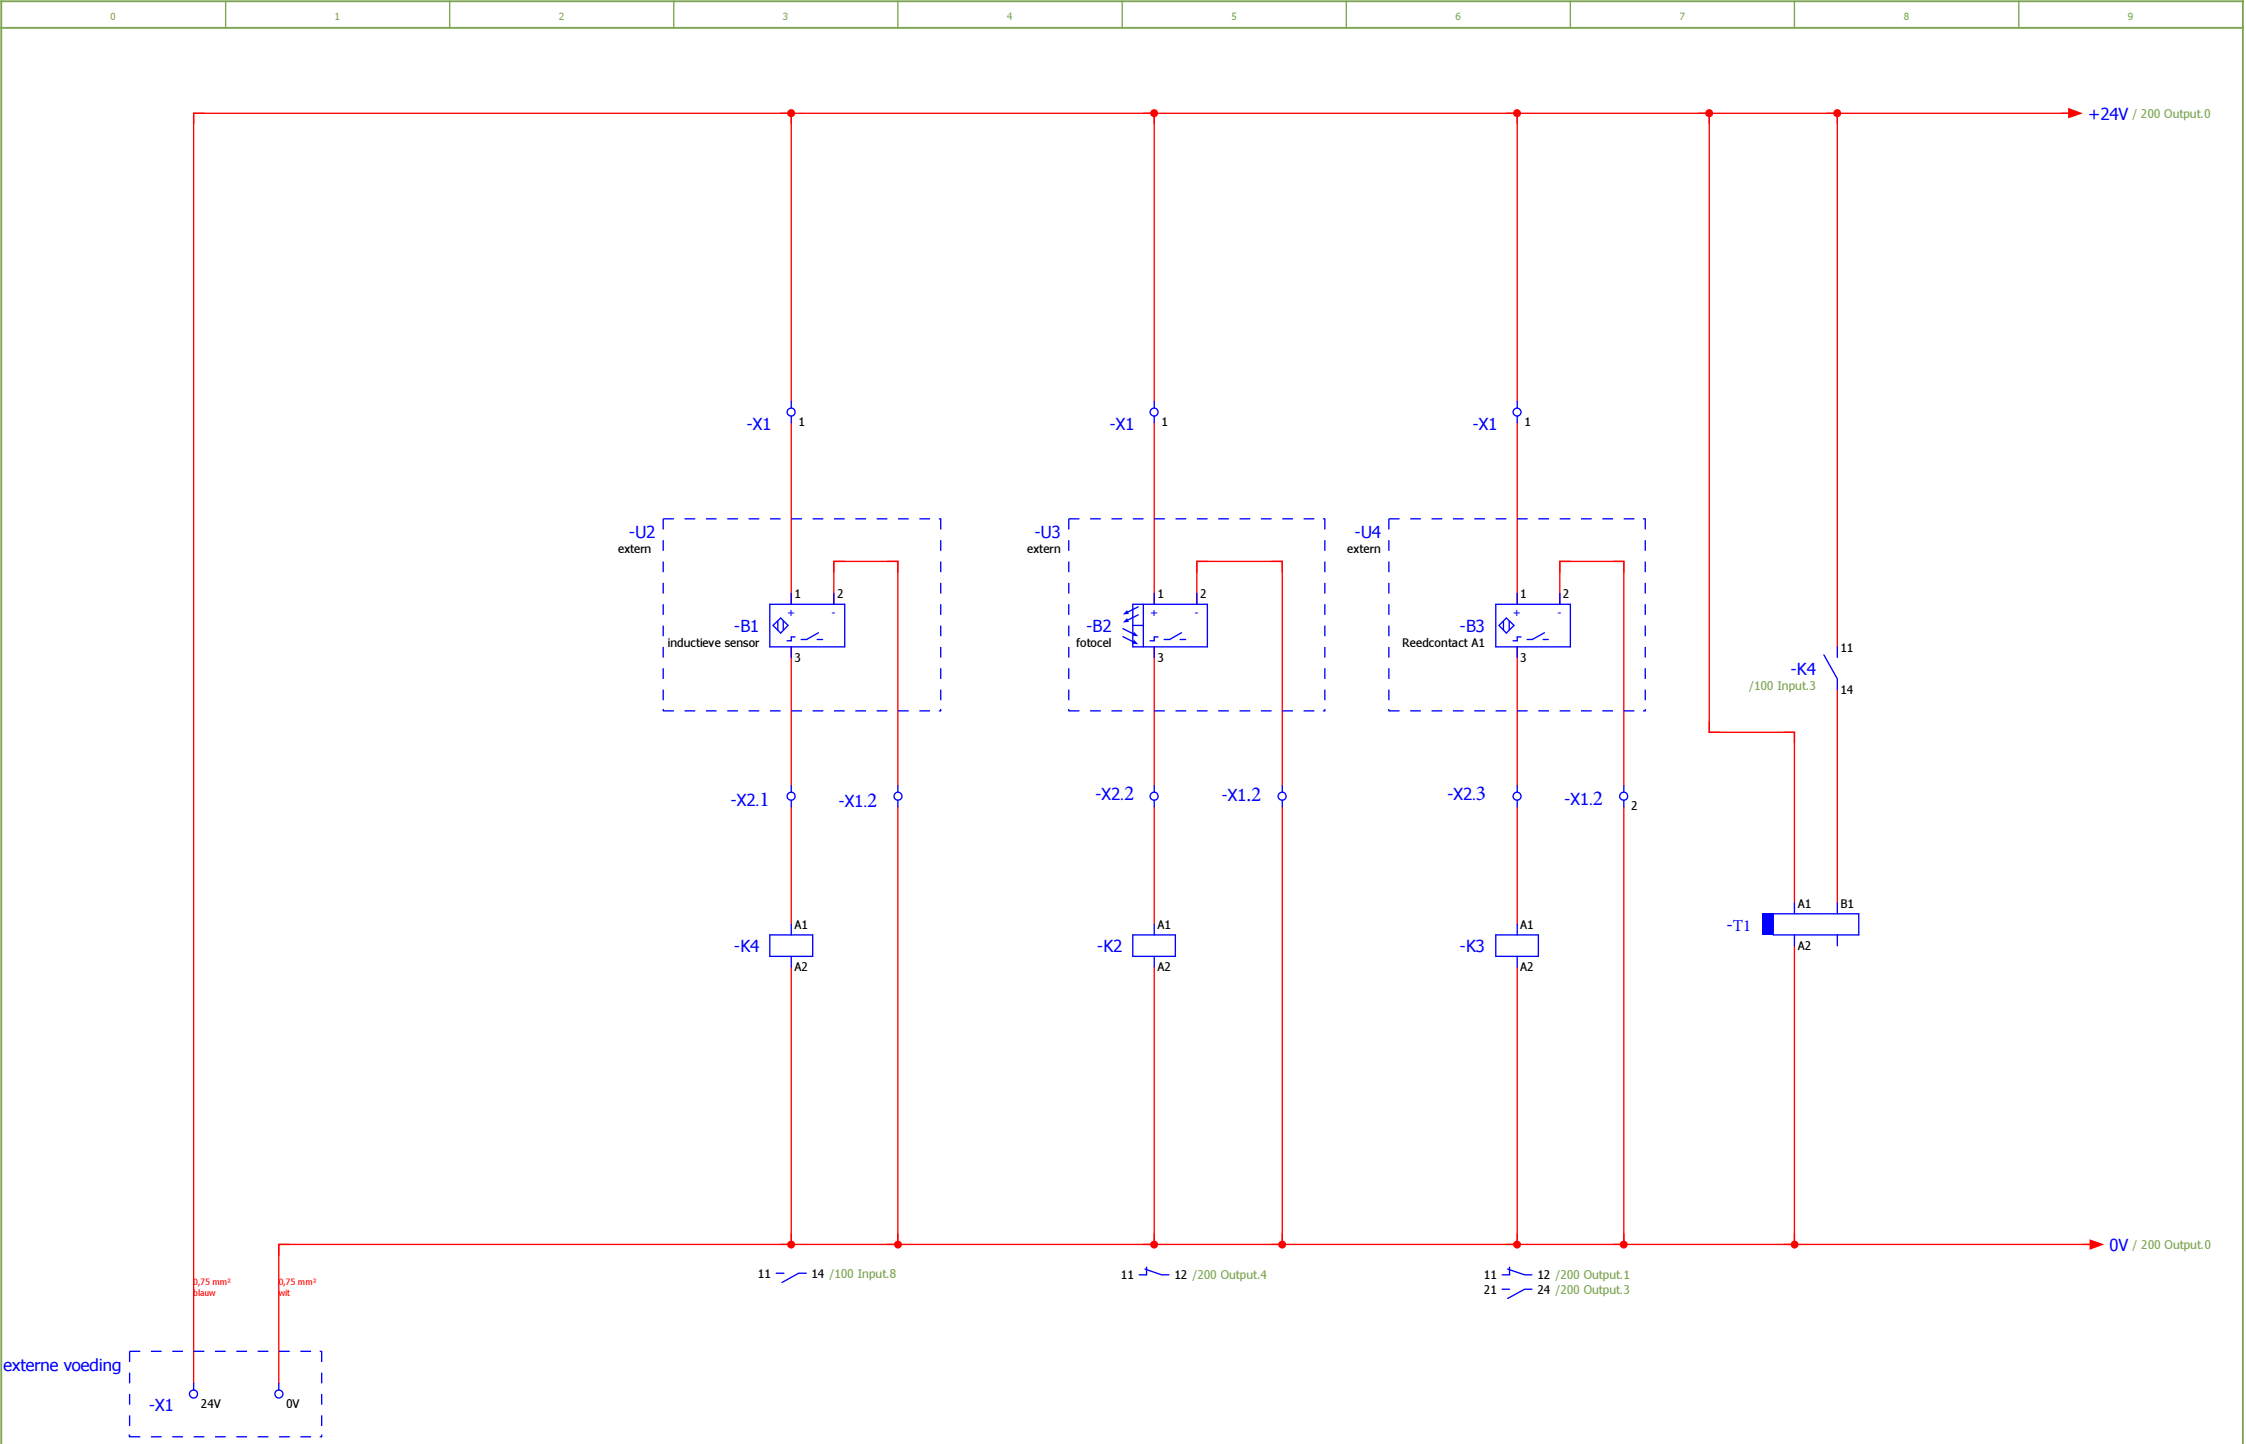 0 1 2 3 4 5 6 7 8 9
+24V / 200 Output.0
-X1 1
-X1 1
-X1 1
-U2
extern
-U3
extern
-U4
extern
1 2
+ -
-B1
inductieve sensor
3
1 2
+ -
-B2
fotocel
3
1 2
+ -
-B3
Reedcontact A1
3
11
-K4
/100 Input.3
14
-X2.1
-X1.2
-X2.2
-X1.2
-X2.3
-X1.2
2
A1
-K4
A2
A1
-K2
A2
A1
-K3
A2
A1 B1
-T1
A2
0V / 200 Output.0
11 14 /100 Input.8
11 12 /200 Output.4
11 12 /200 Output.1
21 24 /200 Output.3
0,75 mm²
blauw
0,75 mm²
wit
externe voeding
-X1 24V 0V